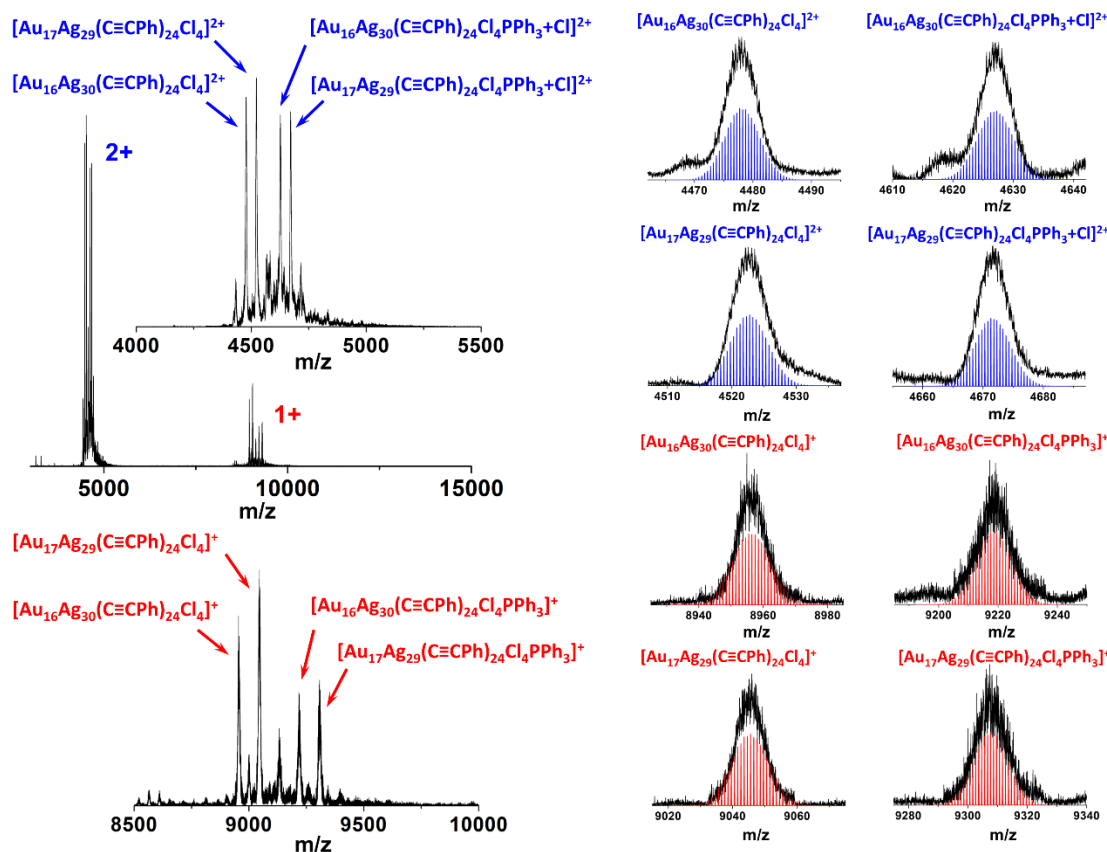 [Au₁₇Ag₂₉(C≡CPh)₂₄Cl₄]²⁺
[Au₁₆Ag₃₀(C≡CPh)₂₄Cl₄PPh₃+Cl]²⁺
[Au₁₆Ag₃₀(C≡CPh)₂₄Cl₄]²⁺
[Au₁₇Ag₂₉(C≡CPh)₂₄Cl₄PPh₃+Cl]²⁺
2+
4000 4500 5000 5500
m/z
1+
5000 10000 15000
m/z
[Au₁₇Ag₂₉(C≡CPh)₂₄Cl₄]⁺
[Au₁₆Ag₃₀(C≡CPh)₂₄Cl₄]⁺
[Au₁₆Ag₃₀(C≡CPh)₂₄Cl₄PPh₃]⁺
[Au₁₇Ag₂₉(C≡CPh)₂₄Cl₄PPh₃]⁺
8500 9000 9500 10000
m/z
[Au₁₆Ag₃₀(C≡CPh)₂₄Cl₄]²⁺
4470 4480 4490
m/z
[Au₁₆Ag₃₀(C≡CPh)₂₄Cl₄PPh₃+Cl]²⁺
4610 4620 4630 4640
m/z
[Au₁₇Ag₂₉(C≡CPh)₂₄Cl₄]²⁺
4510 4520 4530
m/z
[Au₁₇Ag₂₉(C≡CPh)₂₄Cl₄PPh₃+Cl]²⁺
4660 4670 4680
m/z
[Au₁₆Ag₃₀(C≡CPh)₂₄Cl₄]⁺
8940 8960 8980
m/z
[Au₁₆Ag₃₀(C≡CPh)₂₄Cl₄PPh₃]⁺
9200 9220 9240
m/z
[Au₁₇Ag₂₉(C≡CPh)₂₄Cl₄]⁺
9020 9040 9060
m/z
[Au₁₇Ag₂₉(C≡CPh)₂₄Cl₄PPh₃]⁺
9280 9300 9320 9340
m/z